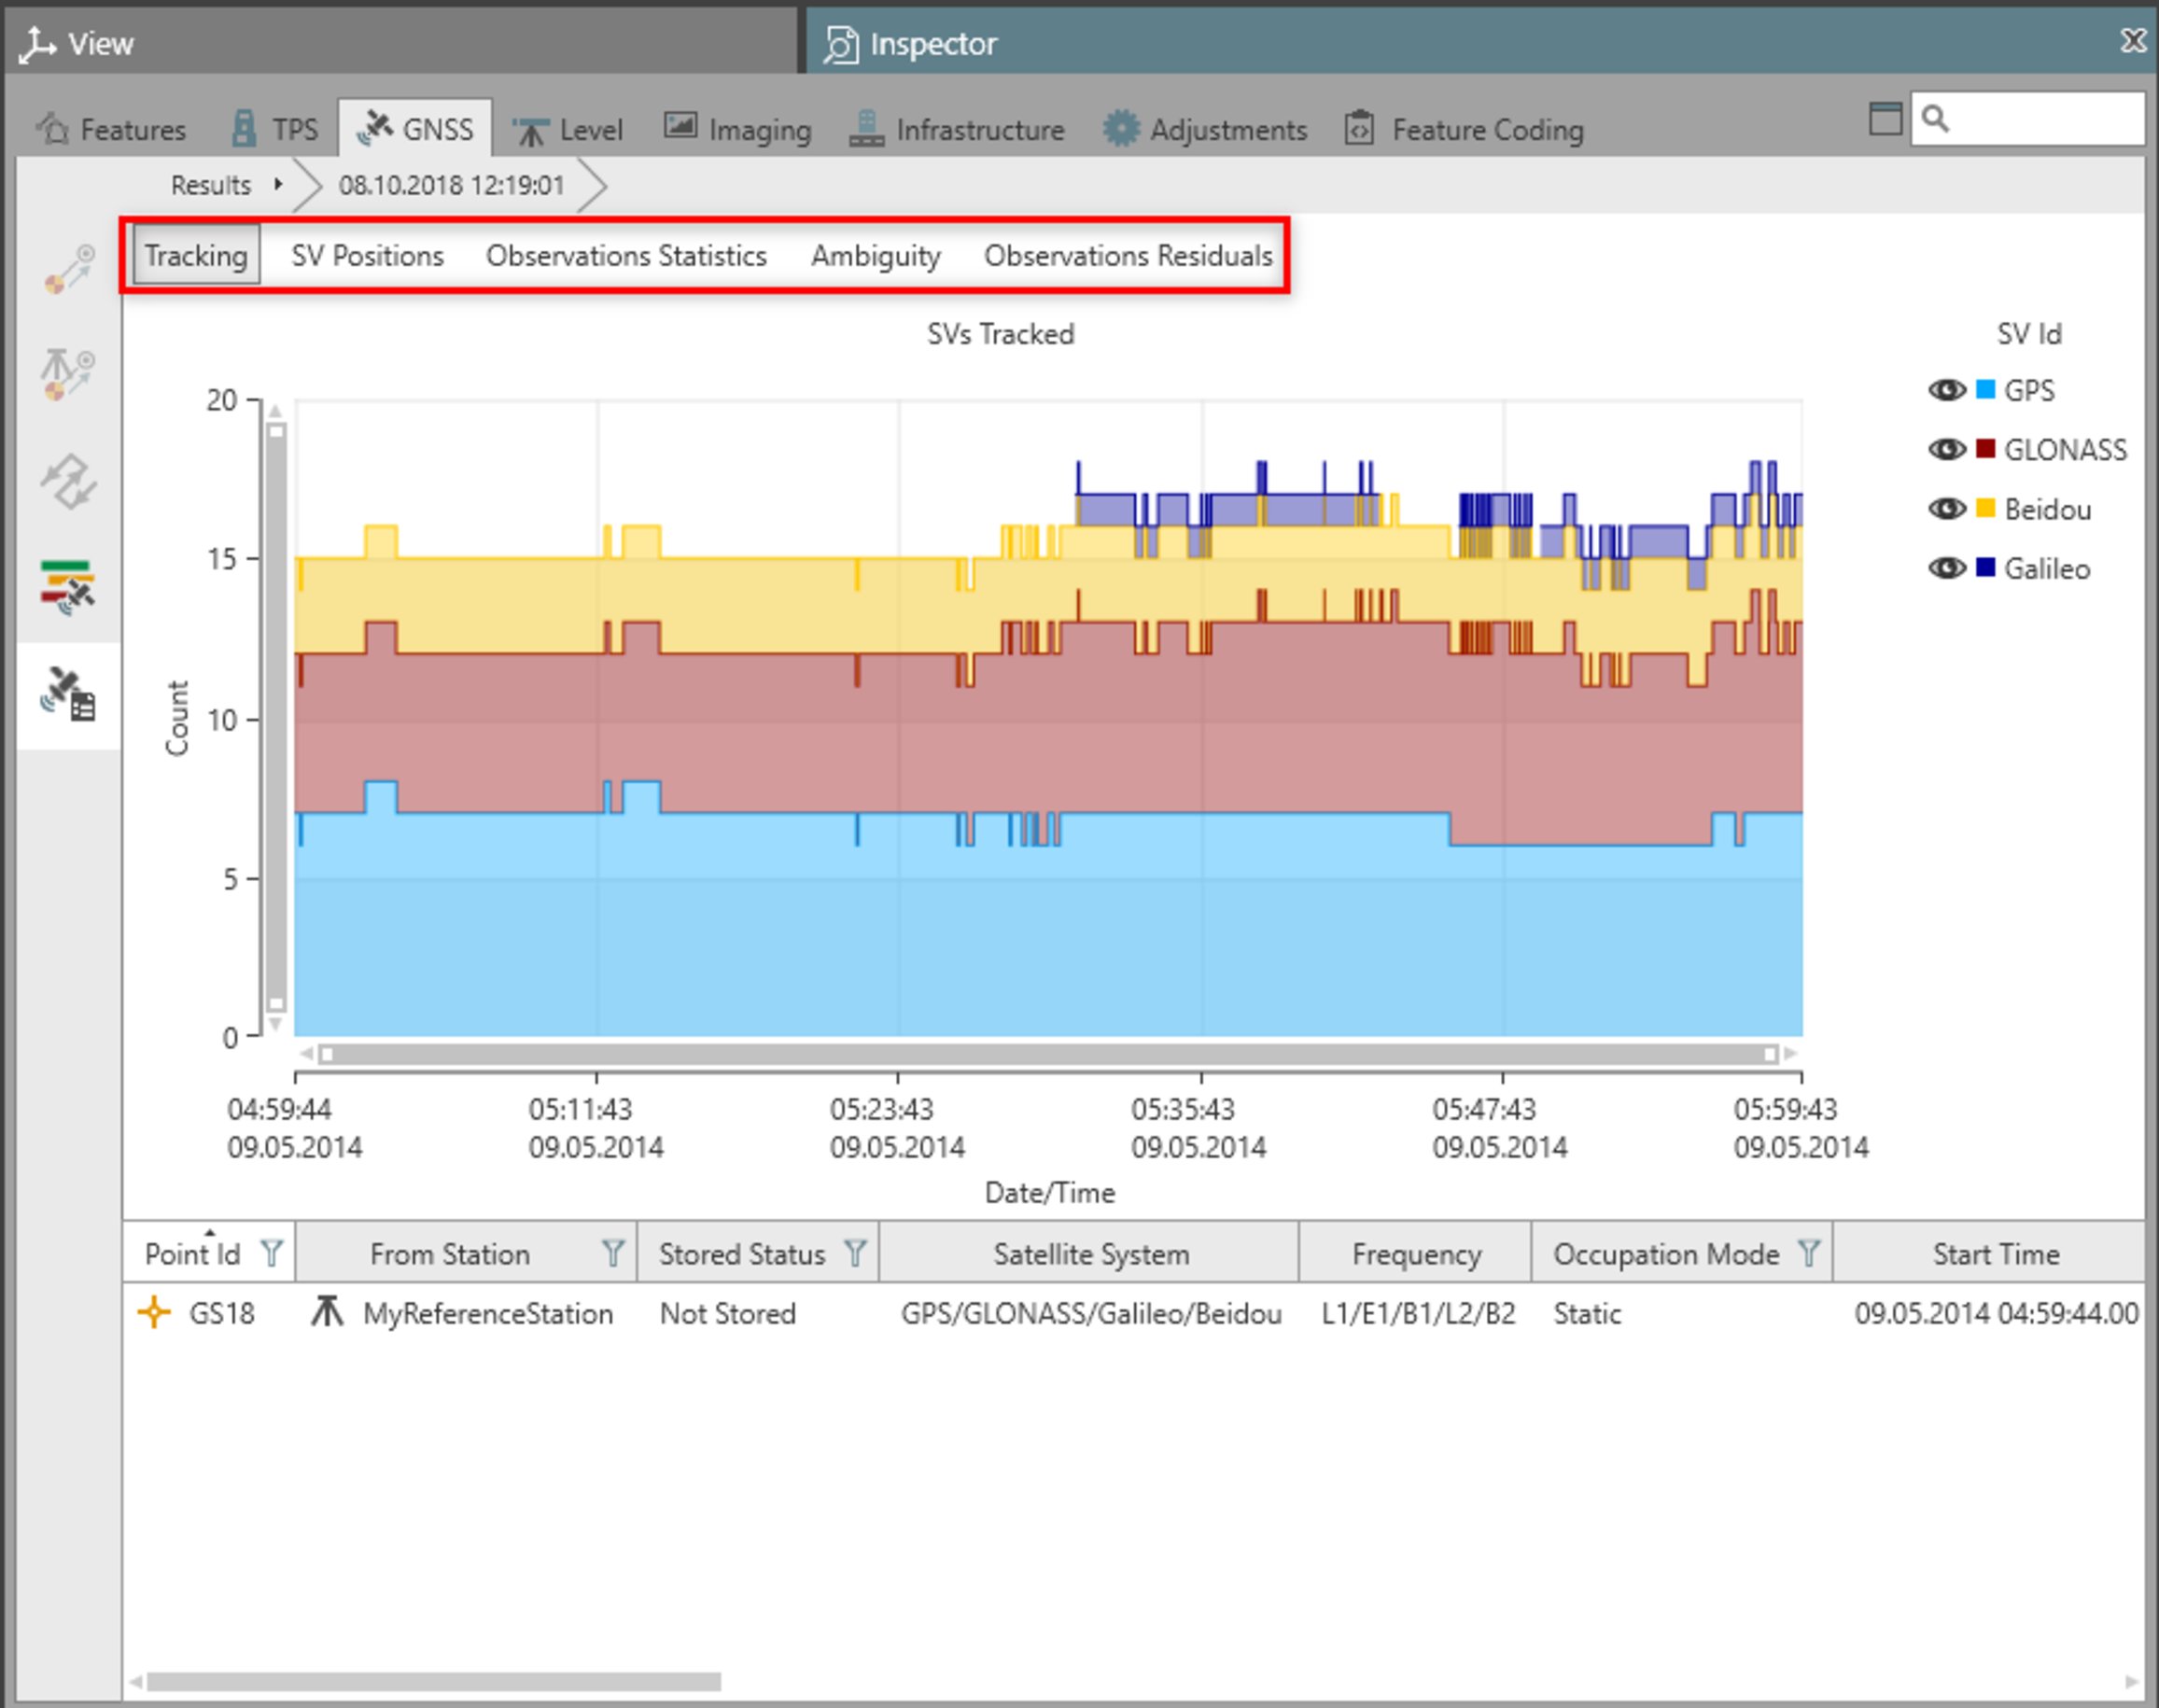 View
Inspector
Features TPS GNSS Level Imaging Infrastructure Adjustments Feature Coding
Results 08.10.2018 12:19:01
Tracking SV Positions Observations Statistics Ambiguity Observations Residuals
SVs Tracked
SV Id
GPS
GLONASS
Beidou
Galileo
Count
20
15
10
5
0
04:59:44 05:11:43 05:23:43 05:35:43 05:47:43 05:59:43
09.05.2014 09.05.2014 09.05.2014 09.05.2014 09.05.2014 09.05.2014
Date/Time
Point Id From Station Stored Status Satellite System Frequency Occupation Mode Start Time
GS18 MyReferenceStation Not Stored GPS/GLONASS/Galileo/Beidou L1/E1/B1/L2/B2 Static 09.05.2014 04:59:44.00